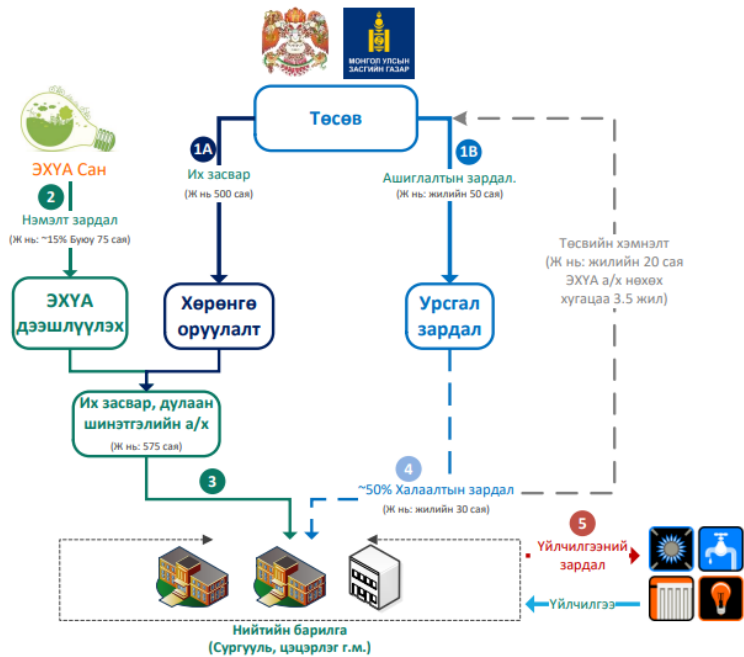 МОНГОЛ УЛСЫН
ЗАСГИЙН ГАЗАР
Төсөв
ЭХҮА Сан
1A
Их засвар
(Ж нь 500 сая)
1B
Ашиглалтын зардал.
(Ж нь: жилийн 50 сая)
2
Нэмэлт зардал
(Ж нь: ~15% Буюу 75 сая)
Төсвийн хэмнэлт
(Ж нь: жилийн 20 сая
ЭХҮА а/х нөхөх
хугацаа 3.5 жил)
ЭХҮА
дээшлүүлэх
Хөрөнгө
оруулалт
Урсгал
зардал
Их засвар, дулаан
шинэтгэлийн а/х
(Ж нь: 575 сая)
3
4
~50% Халаалтын зардал
(Ж нь: жилийн 30 сая)
5
Үйлчилгээний
зардал
Үйлчилгээ
Нийтийн барилга
(Сургууль, цэцэрлэг г.м.)